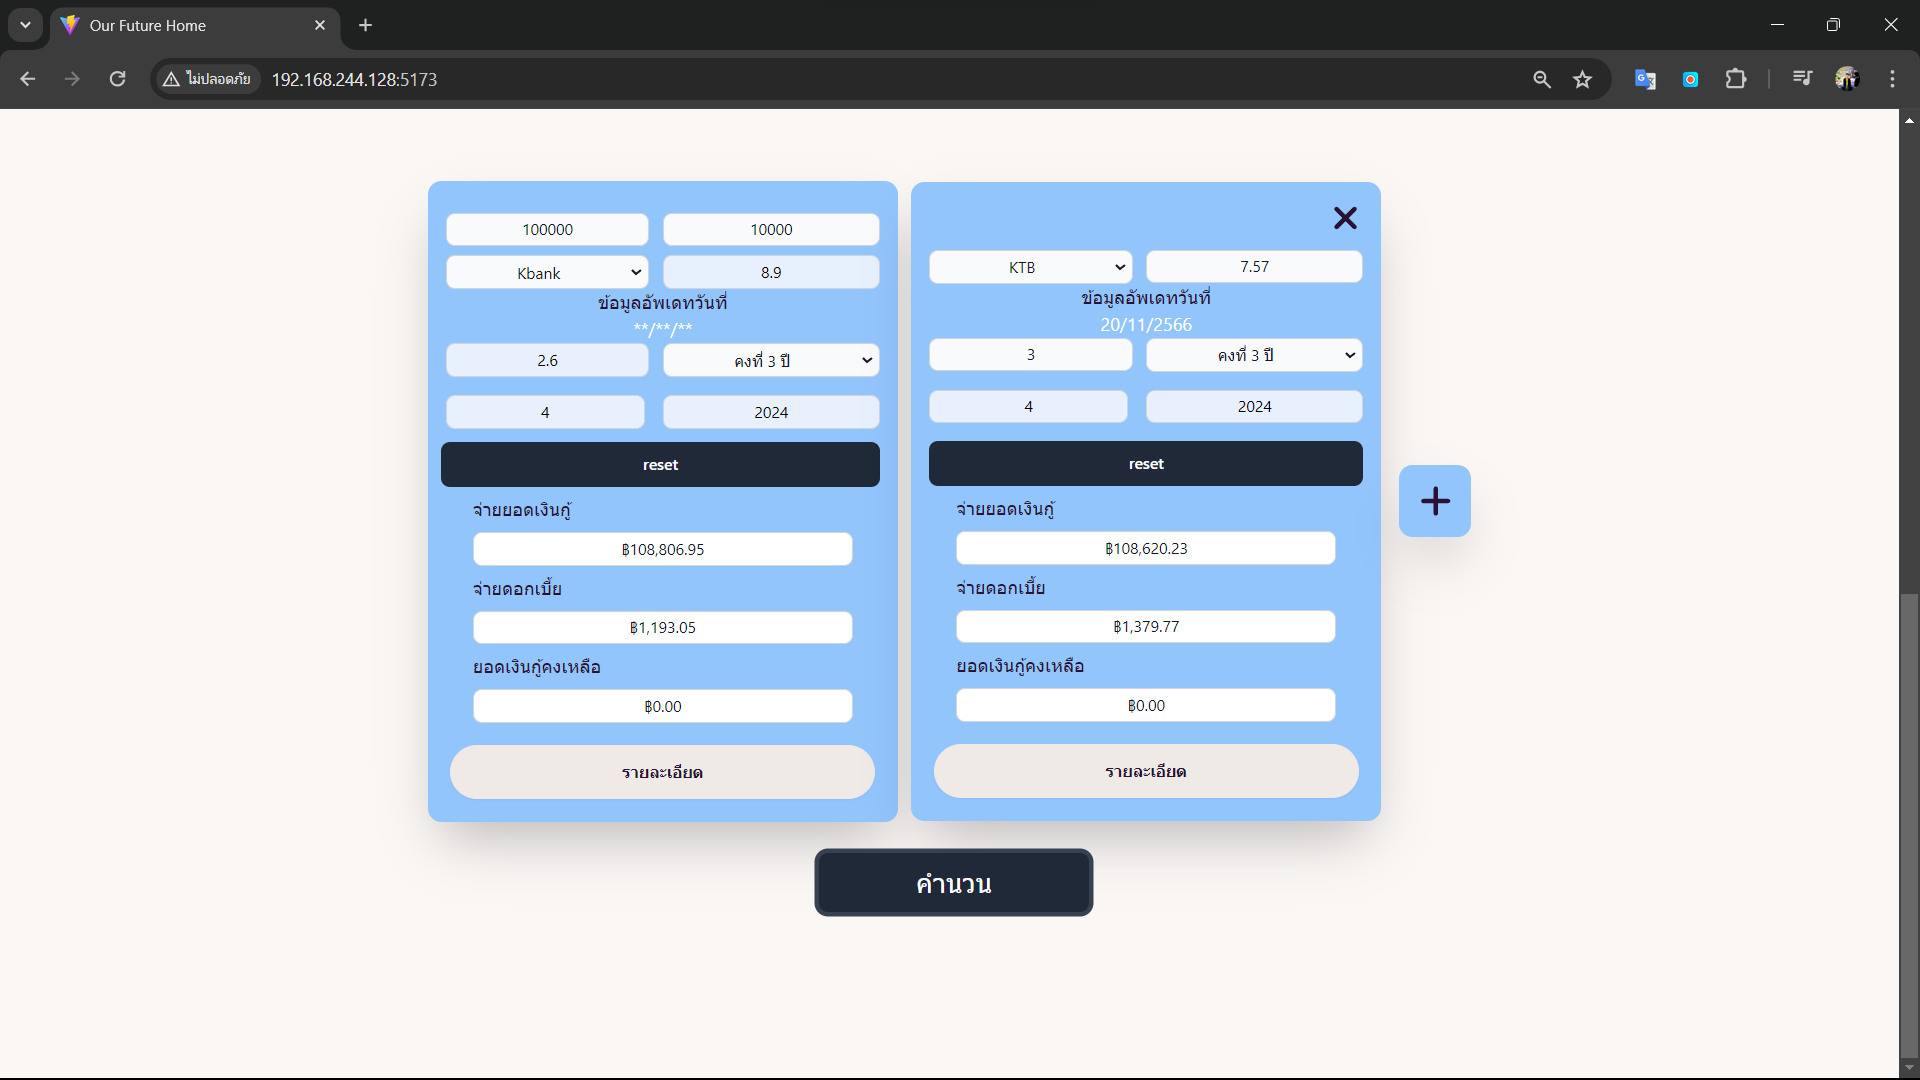 Our Future Home
ไม่ปลอดภัย 192.168.244.128:5173
100000 10000
Kbank 8.9
ข้อมูลอัพเดทวันที่
**/**/**
2.6 คงที่ 3 ปี
4 2024
reset
จ่ายยอดเงินกู้
฿108,806.95
จ่ายดอกเบี้ย
฿1,193.05
ยอดเงินกู้คงเหลือ
฿0.00
รายละเอียด
KTB 7.57
ข้อมูลอัพเดทวันที่
20/11/2566
3 คงที่ 3 ปี
4 2024
reset
จ่ายยอดเงินกู้
฿108,620.23
จ่ายดอกเบี้ย
฿1,379.77
ยอดเงินกู้คงเหลือ
฿0.00
รายละเอียด
คำนวน